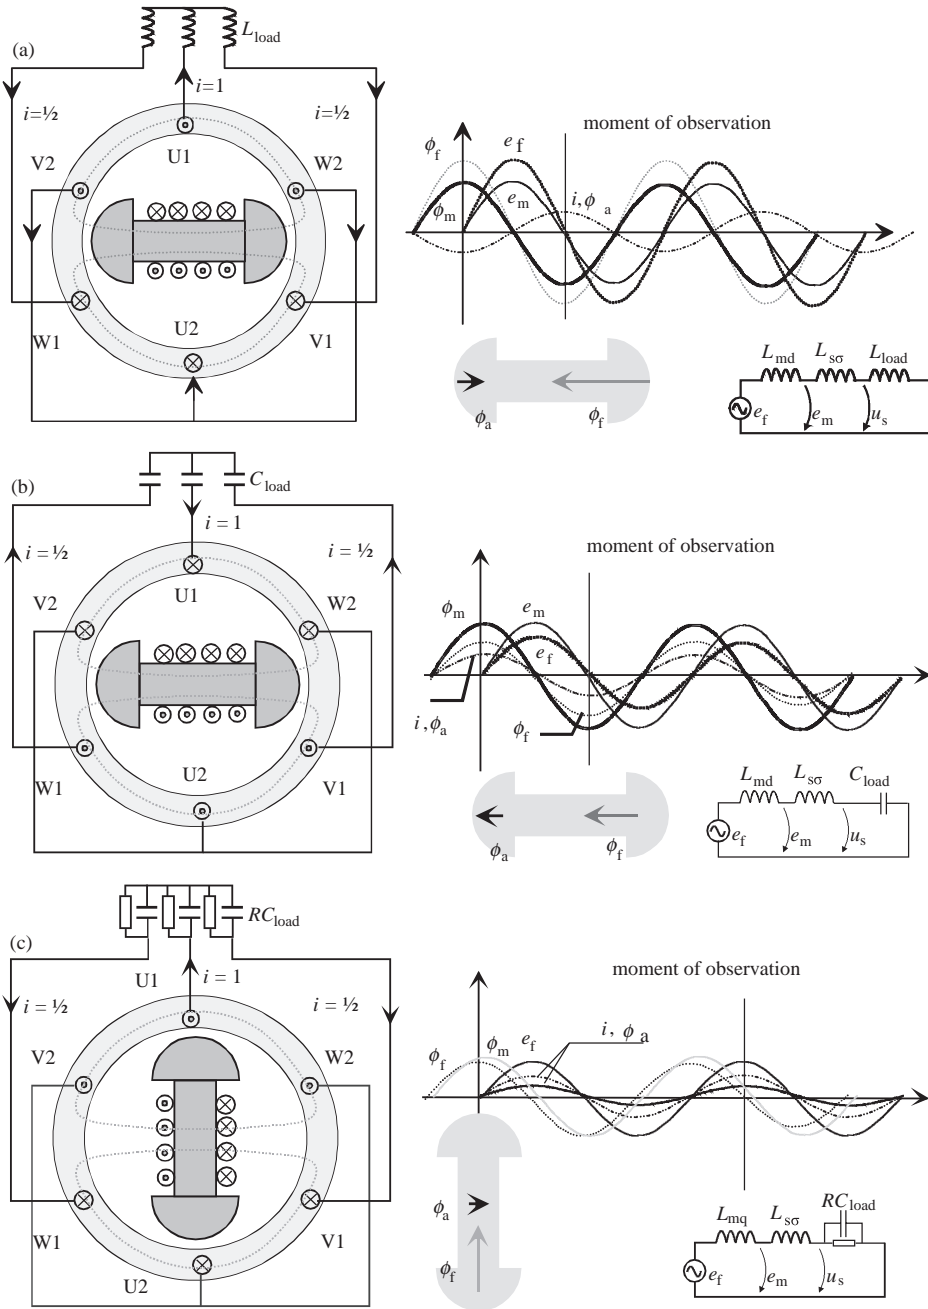 (a)
L_load
i=1
i=½
i=½
V2
U1
W2
W1
U2
V1
moment of observation
ϕ_f
e_f
ϕ_m
e_m
i, ϕ_a
ϕ_a
ϕ_f
L_md
L_sσ
L_load
e_f
e_m
u_s
(b)
C_load
i = 1
i = ½
i = ½
V2
U1
W2
W1
U2
V1
moment of observation
ϕ_m
e_m
e_f
i, ϕ_a
ϕ_f
ϕ_a
ϕ_f
L_md
L_sσ
C_load
e_f
e_m
u_s
(c)
RC_load
U1
i = 1
i = ½
i = ½
V2
W2
W1
V1
U2
moment of observation
ϕ_f
ϕ_m
e_f
i, ϕ_a
ϕ_a
ϕ_f
L_mq
L_sσ
RC_load
e_f
e_m
u_s